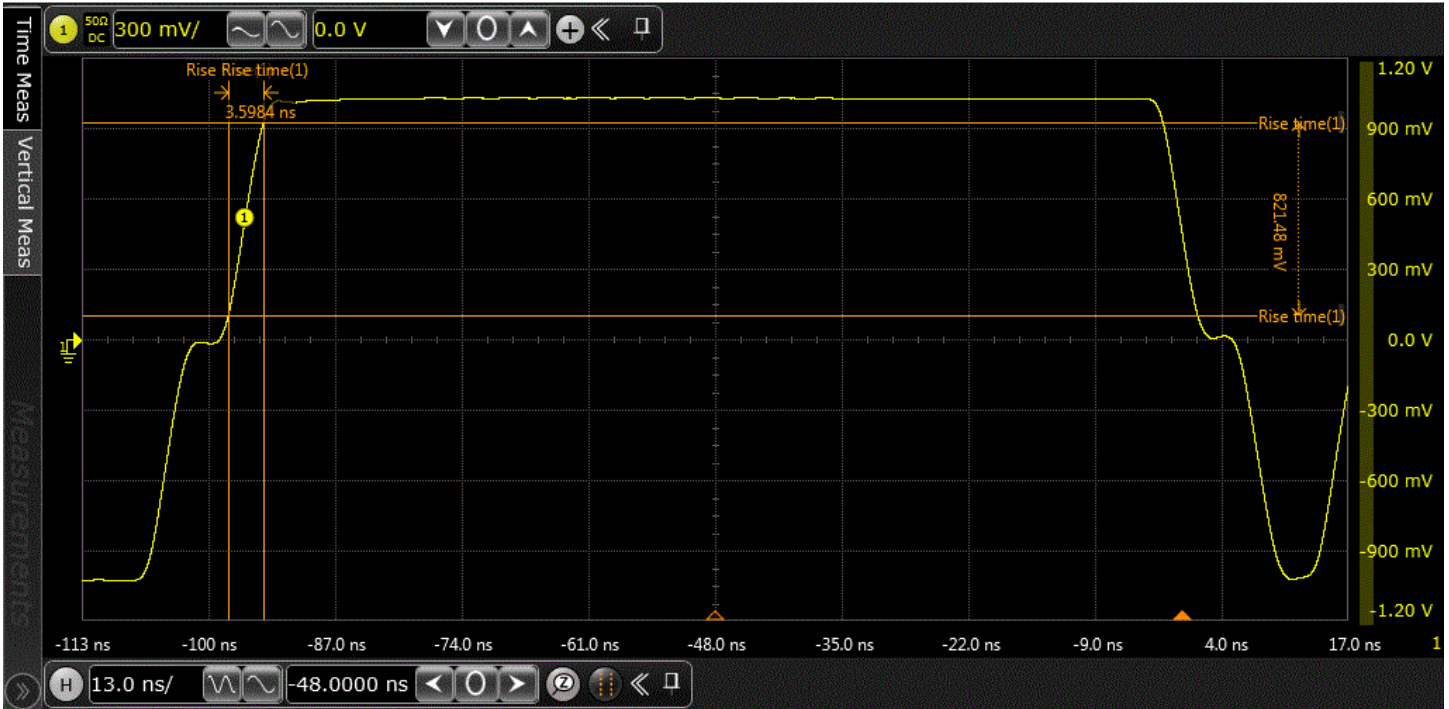 Time Meas
Vertical Meas
Measurements
1 50Ω DC 300 mV/ 0.0 V
Rise Rise time(1)
3.5984 ns
1
Rise time(1)
821.48 mV
Rise time(1)
1
1.20 V
900 mV
600 mV
300 mV
0.0 V
-300 mV
-600 mV
-900 mV
-1.20 V
-113 ns -100 ns -87.0 ns -74.0 ns -61.0 ns -48.0 ns -35.0 ns -22.0 ns -9.0 ns 4.0 ns 17.0 ns 1
H 13.0 ns/ -48.0000 ns 0 Z